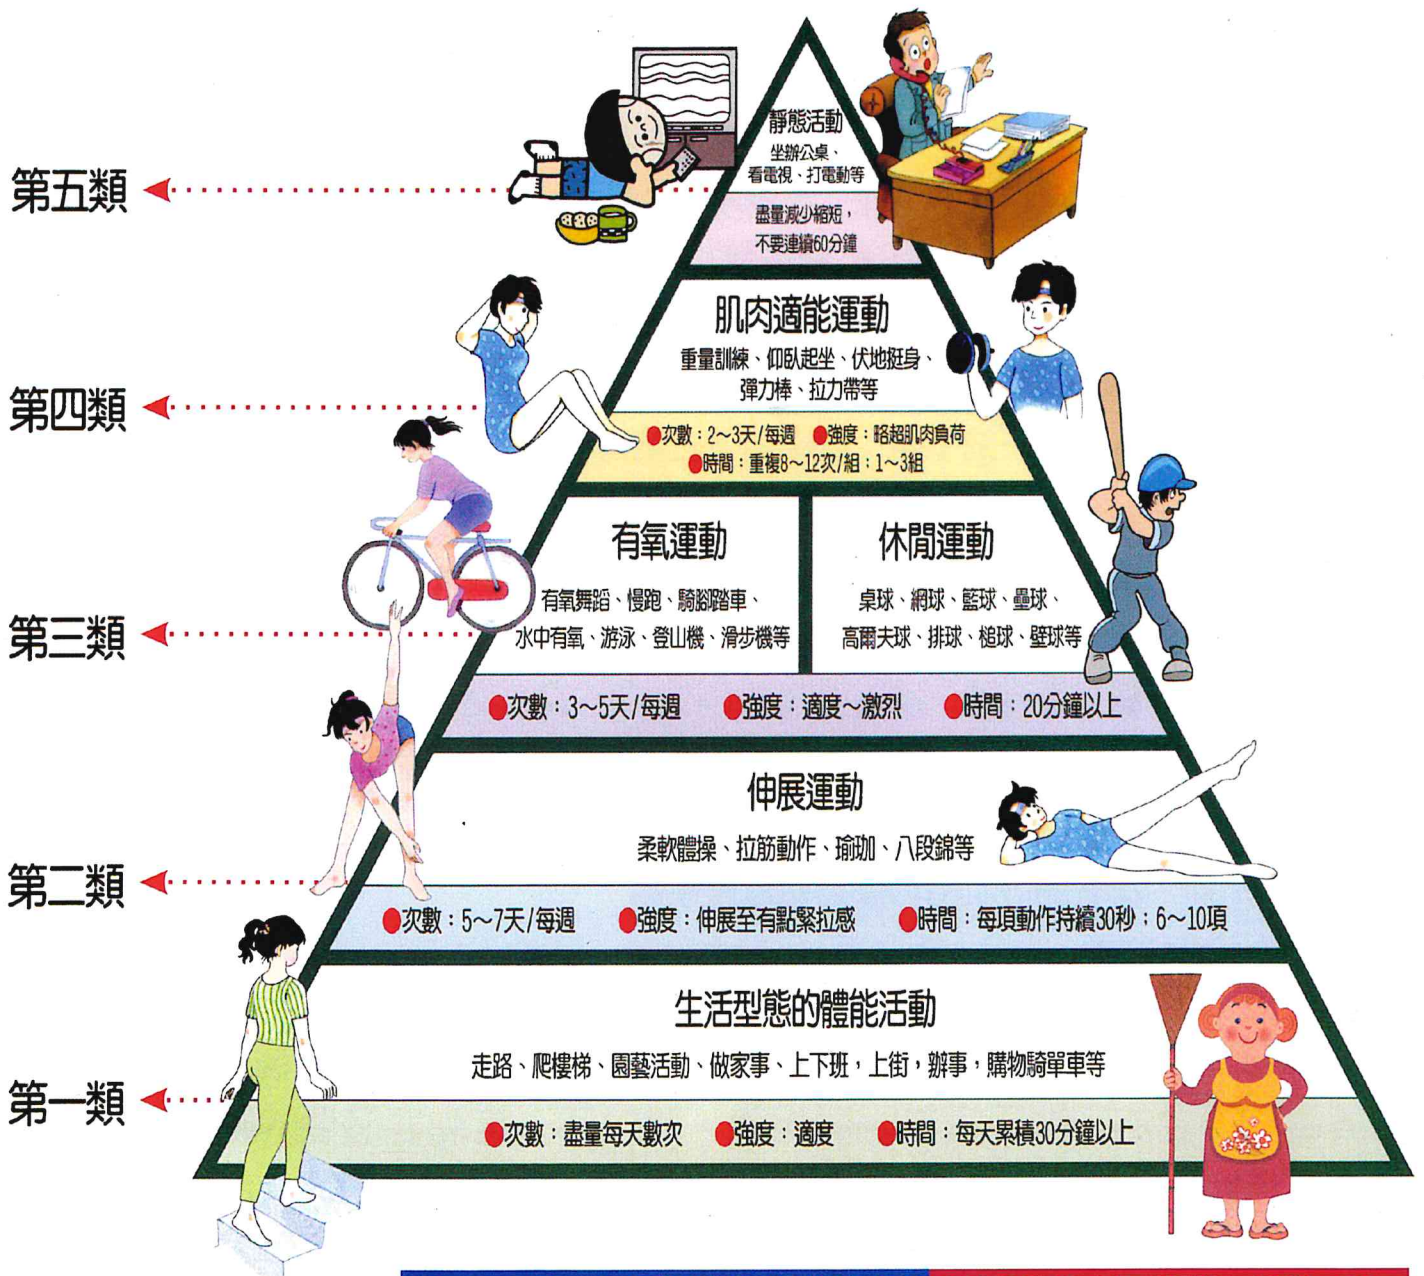 第五類
靜態活動
坐辦公桌、
看電視、打電動等
盡量減少縮短，
不要連續60分鐘
第四類
肌肉適能運動
重量訓練、仰臥起坐、伏地挺身、
彈力棒、拉力帶等
●次數：2～3天/每週 ●強度：略超肌肉負荷
●時間：重複8～12次/組：1～3組
第三類
有氧運動
有氧舞蹈、慢跑、騎腳踏車、
水中有氧、游泳、登山機、滑步機等
休閒運動
桌球、網球、籃球、壘球、
高爾夫球、排球、槌球、壁球等
●次數：3～5天/每週 ●強度：適度～激烈 ●時間：20分鐘以上
第二類
伸展運動
柔軟體操、拉筋動作、瑜珈、八段錦等
●次數：5～7天/每週 ●強度：伸展至有點緊拉感 ●時間：每項動作持續30秒；6～10項
第一類
生活型態的體能活動
走路、爬樓梯、園藝活動、做家事、上下班，上街，辦事，購物騎單車等
●次數：盡量每天數次 ●強度：適度 ●時間：每天累積30分鐘以上